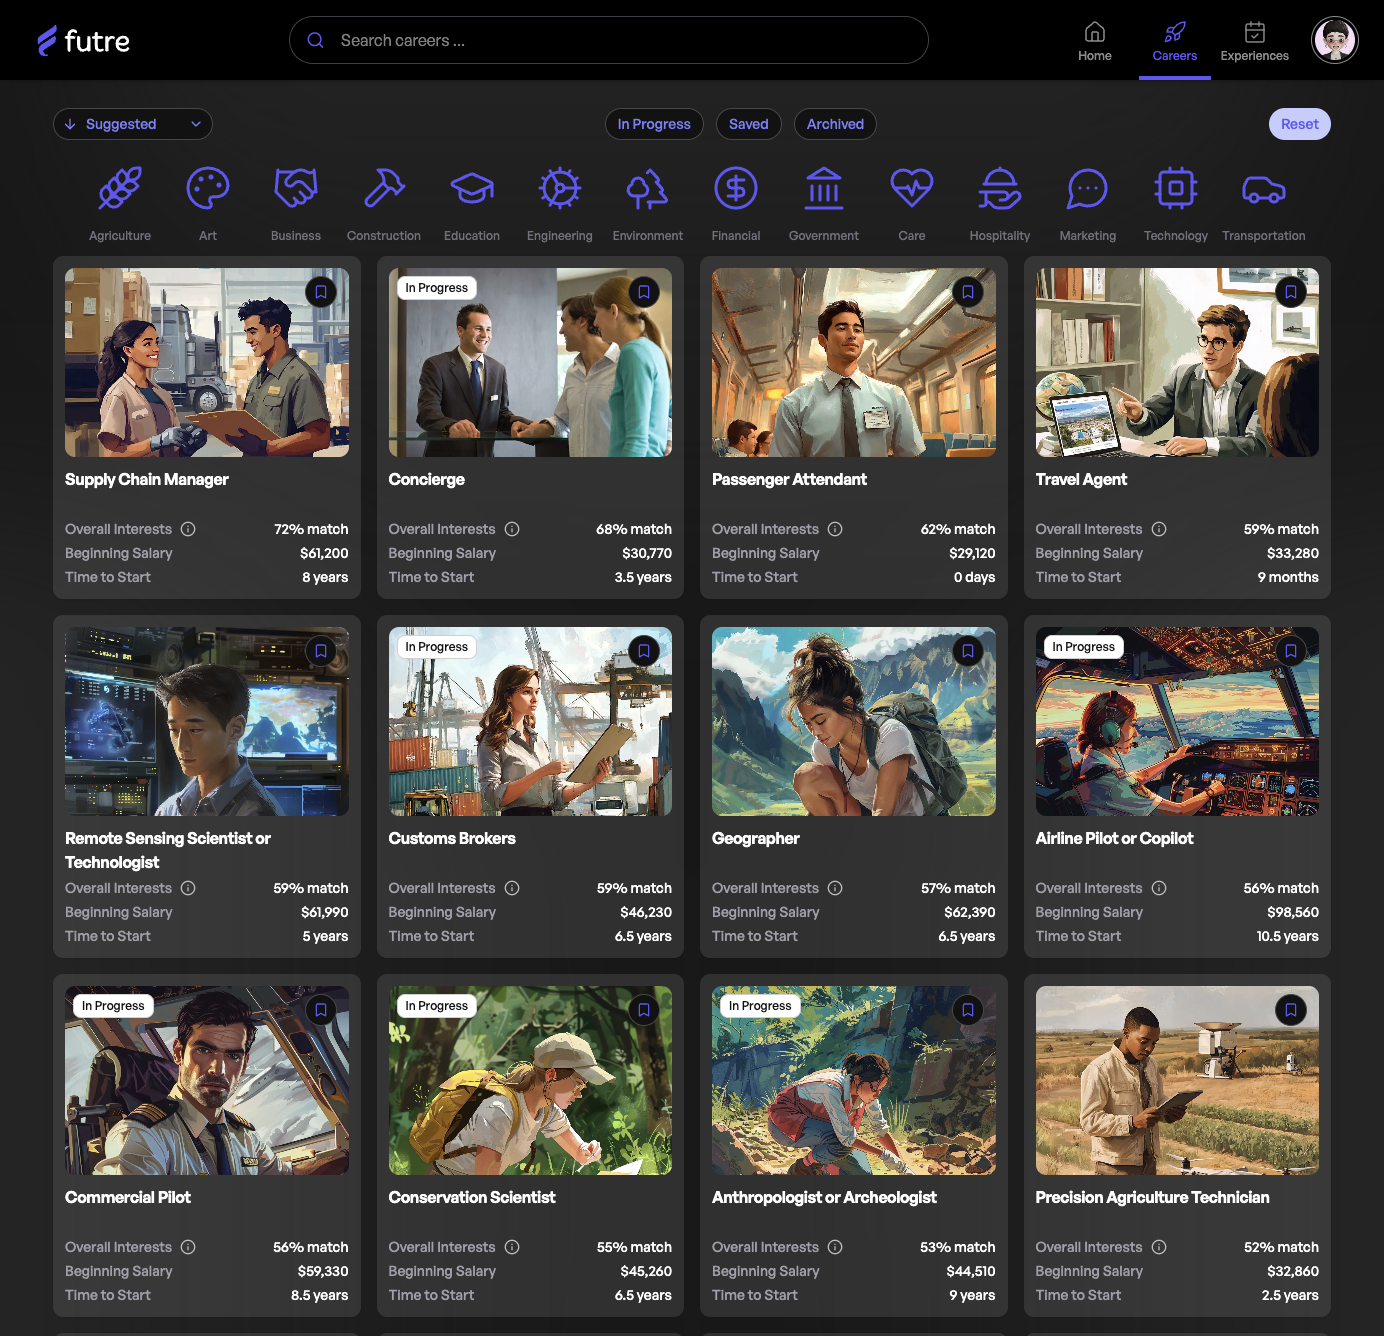 futre
Search careers ...
Home
Careers
Experiences
Suggested
In Progress
Saved
Archived
Reset
Agriculture
Art
Business
Construction
Education
Engineering
Environment
Financial
Government
Care
Hospitality
Marketing
Technology
Transportation
Supply Chain Manager
Overall Interests 72% match
Beginning Salary $61,200
Time to Start 8 years
In Progress
Concierge
Overall Interests 68% match
Beginning Salary $30,770
Time to Start 3.5 years
Passenger Attendant
Overall Interests 62% match
Beginning Salary $29,120
Time to Start 0 days
Travel Agent
Overall Interests 59% match
Beginning Salary $33,280
Time to Start 9 months
Remote Sensing Scientist or
Technologist
Overall Interests 59% match
Beginning Salary $61,990
Time to Start 5 years
In Progress
Customs Brokers
Overall Interests 59% match
Beginning Salary $46,230
Time to Start 6.5 years
Geographer
Overall Interests 57% match
Beginning Salary $62,390
Time to Start 6.5 years
In Progress
Airline Pilot or Copilot
Overall Interests 56% match
Beginning Salary $98,560
Time to Start 10.5 years
In Progress
Commercial Pilot
Overall Interests 56% match
Beginning Salary $59,330
Time to Start 8.5 years
In Progress
Conservation Scientist
Overall Interests 55% match
Beginning Salary $45,260
Time to Start 6.5 years
In Progress
Anthropologist or Archeologist
Overall Interests 53% match
Beginning Salary $44,510
Time to Start 9 years
Precision Agriculture Technician
Overall Interests 52% match
Beginning Salary $32,860
Time to Start 2.5 years